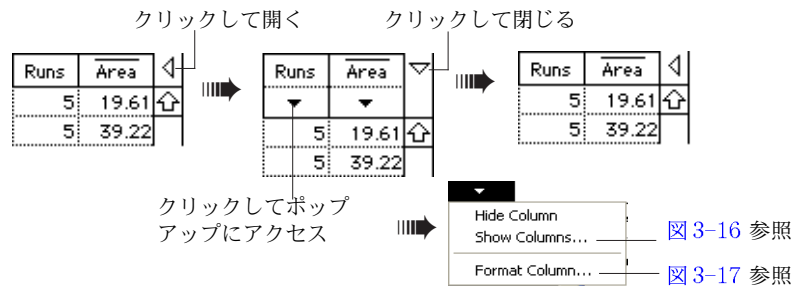 クリックして開く
クリックして閉じる
Runs Area
5 19.61
5 39.22
Runs Area
5 19.61
5 39.22
Runs Area
5 19.61
5 39.22
クリックしてポップ
アップにアクセス
Hide Column
Show Columns...
Format Column...
図 3-16 参照
図 3-17 参照